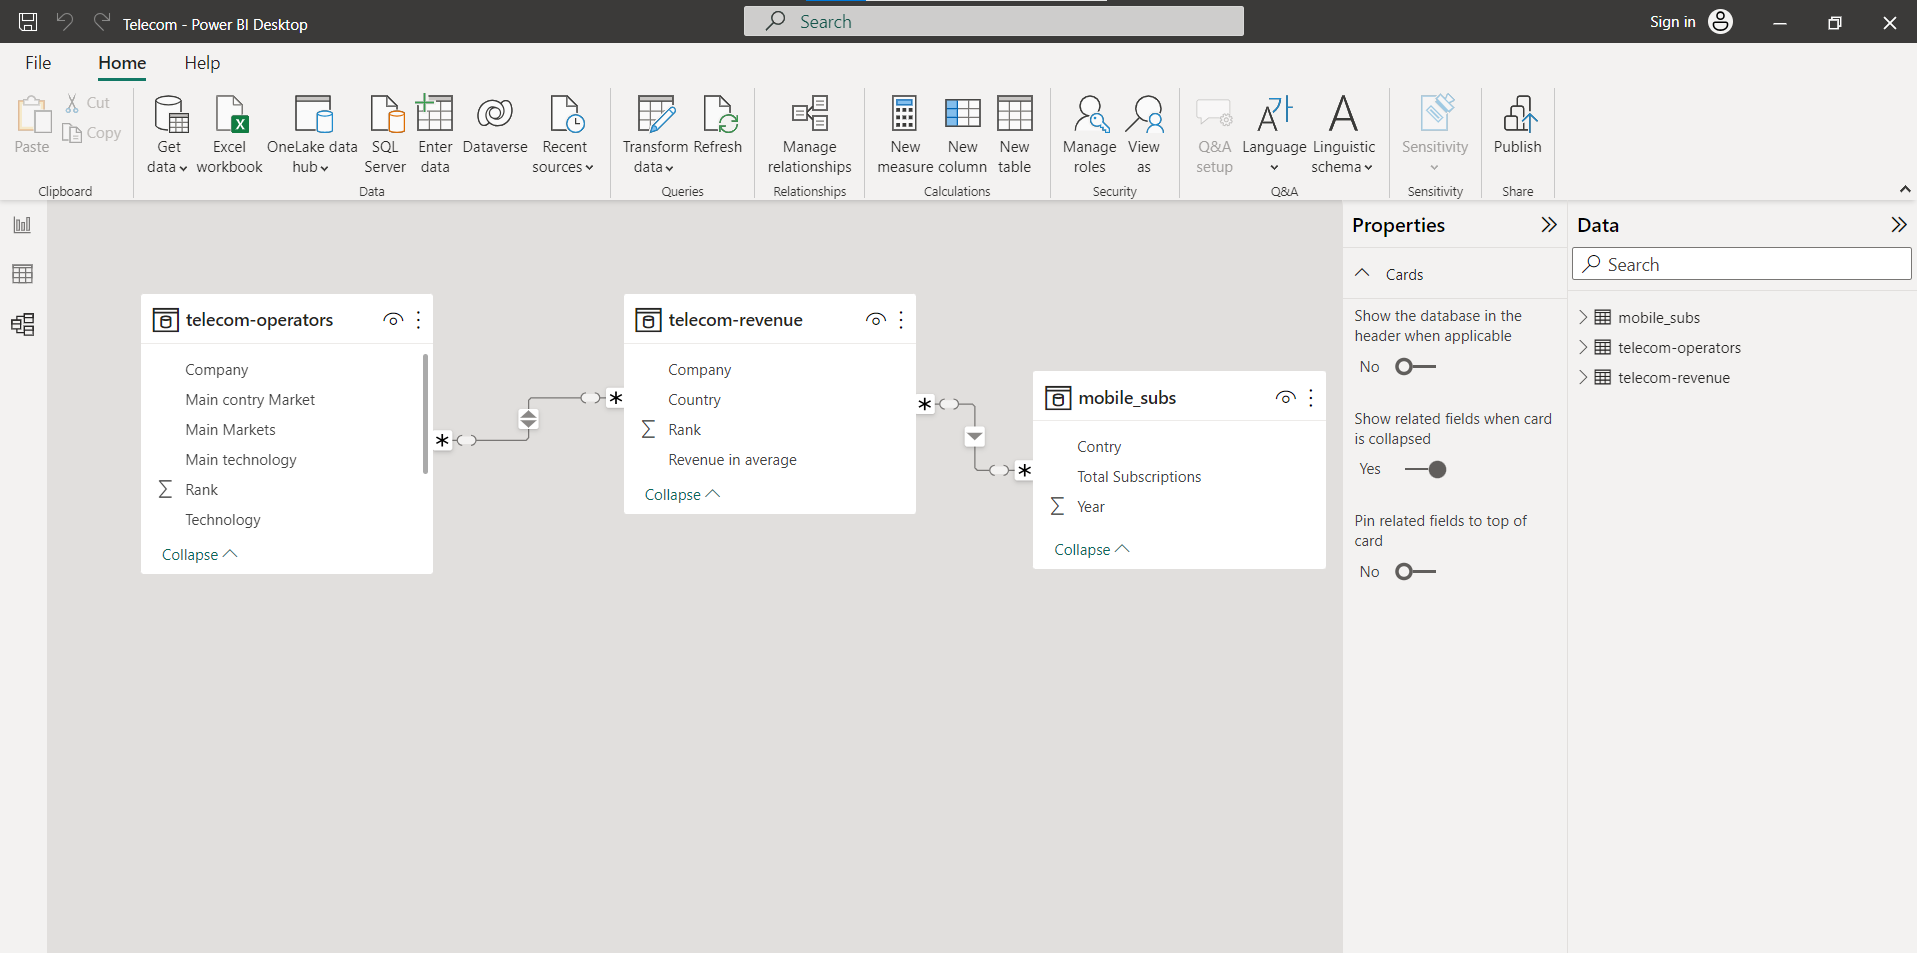 Telecom - Power BI Desktop
Search
Sign in
File
Home
Help
Paste
Cut
Copy
Clipboard
Get data
Excel workbook
OneLake data hub
SQL Server
Enter data
Dataverse
Recent sources
Data
Transform data
Refresh
Queries
Manage relationships
Relationships
New measure
New column
New table
Calculations
Manage roles
View as
Security
Q&A setup
Language
Linguistic schema
Q&A
Sensitivity
Sensitivity
Publish
Share
telecom-operators
Company
Main contry Market
Main Markets
Main technology
Rank
Technology
Collapse
telecom-revenue
Company
Country
Rank
Revenue in average
Collapse
mobile_subs
Contry
Total Subscriptions
Year
Collapse
Properties
Cards
Show the database in the
header when applicable
No
Show related fields when card
is collapsed
Yes
Pin related fields to top of
card
No
Data
Search
mobile_subs
telecom-operators
telecom-revenue